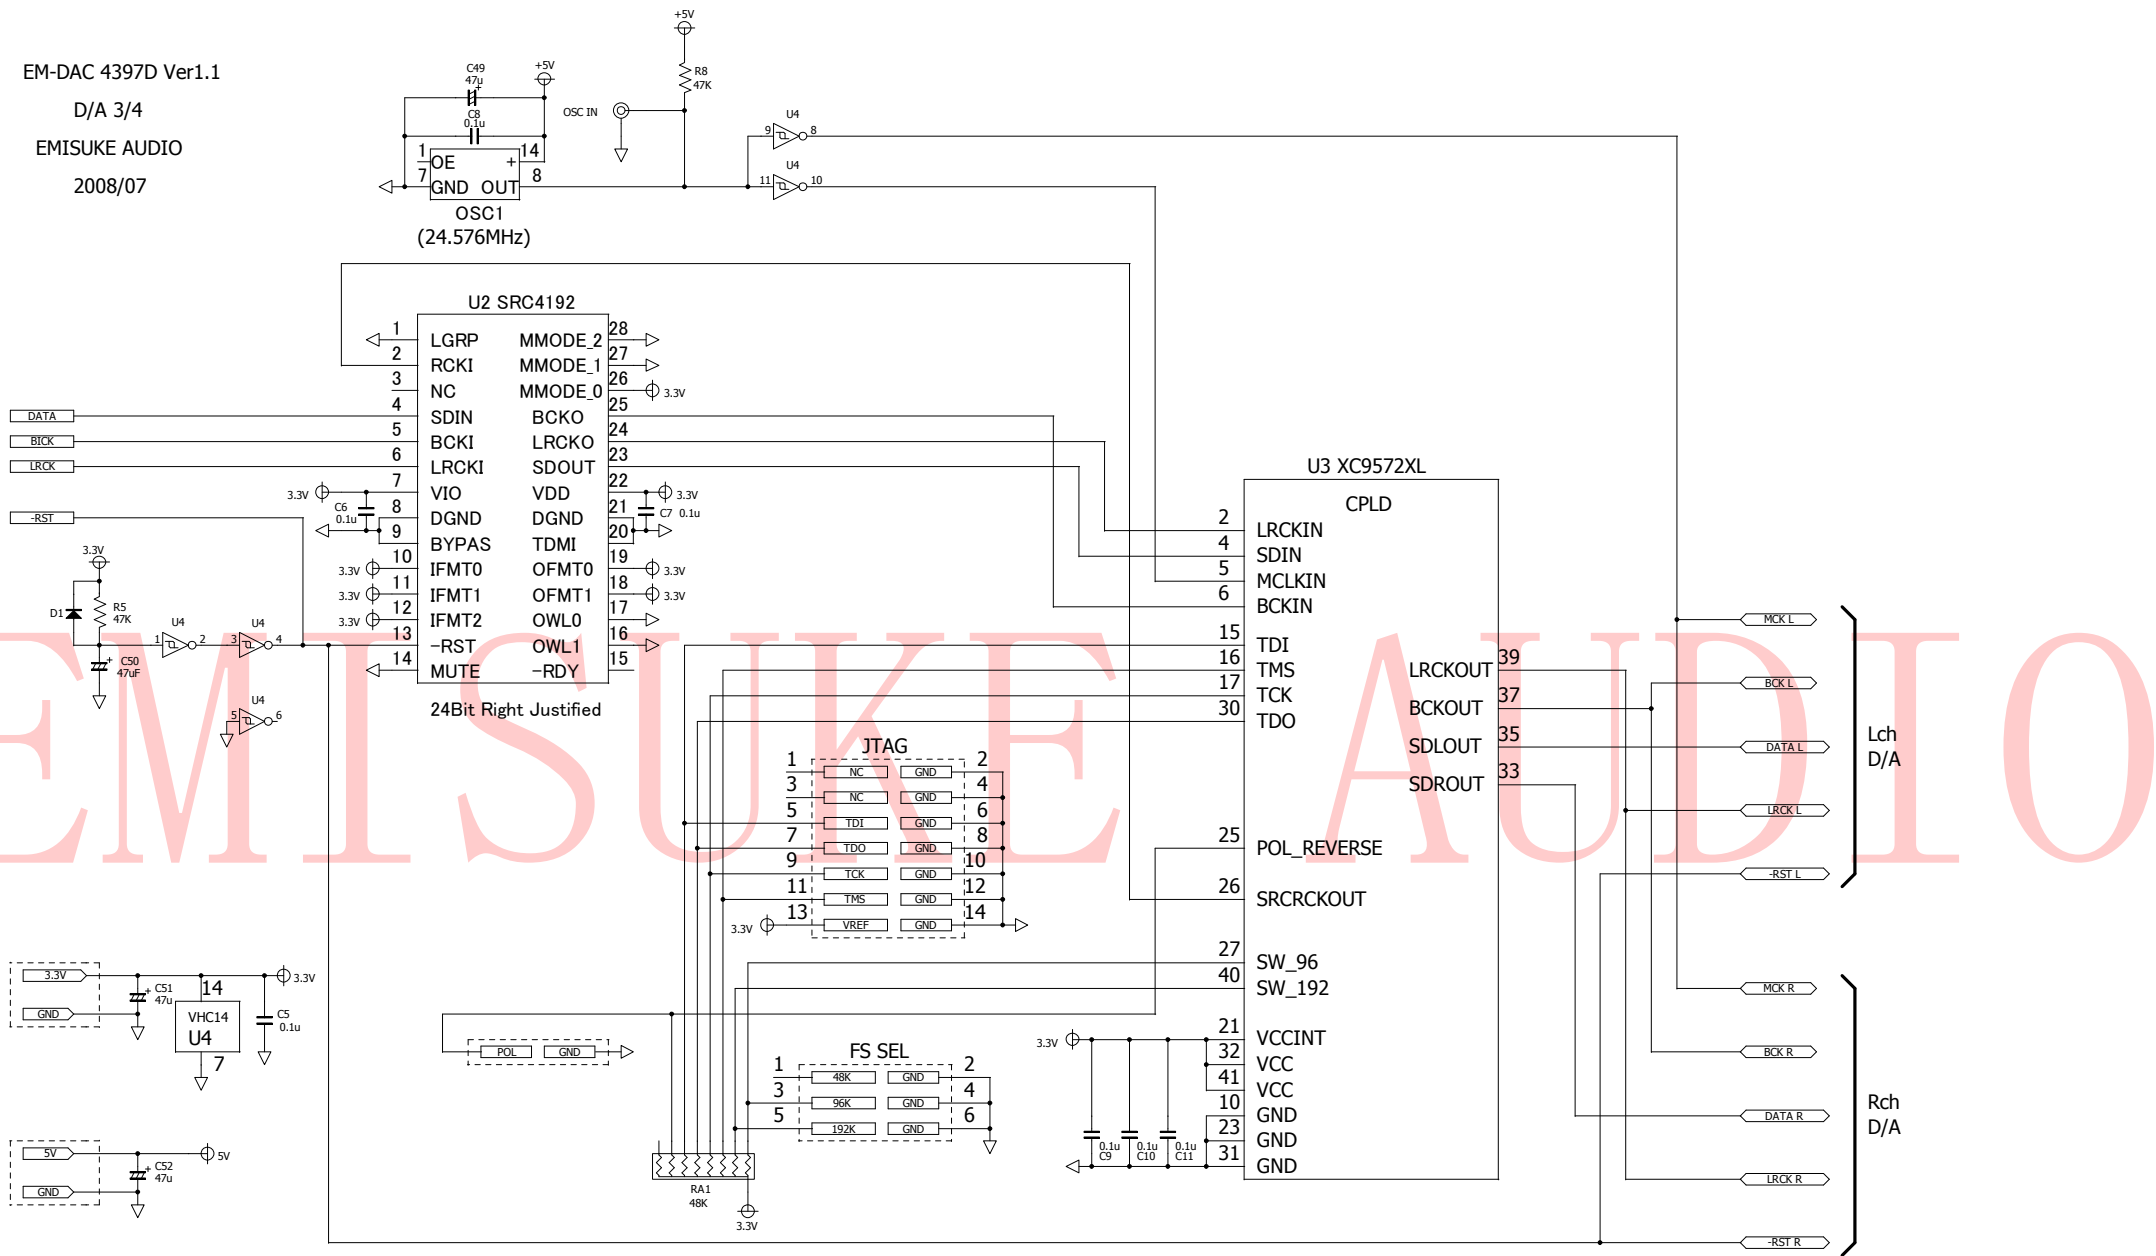 EM-DAC 4397D Ver1.1
D/A 3/4
EMISUKE AUDIO
2008/07
+5V
C49
47u
+
C8
0.1u
+5V
1 OE + 14
7 GND OUT 8
OSC1
(24.576MHz)
OSC IN
R8
47K
U4
9 8
U4
11 10
U2 SRC4192
1 LGRP MMODE_2 28
2 RCKI MMODE_1 27
3 NC MMODE_0 26 3.3V
4 SDIN BCKO 25
5 BCKI LRCKO 24
6 LRCKI SDOUT 23
3.3V 7 VIO VDD 22 3.3V
8 DGND DGND 21
9 BYPAS TDMI 20
3.3V 10 IFMT0 OFMT0 19 3.3V
3.3V 11 IFMT1 OFMT1 18 3.3V
3.3V 12 IFMT2 OWL0 17
13 -RST OWL1 16
14 MUTE -RDY 15
24Bit Right Justified
C6
0.1u
C7 0.1u
DATA
BICK
LRCK
-RST
3.3V
D1
R5
47K
+ C50
47uF
U4
1 2
U4
3 4
U4
5 6
U3 XC9572XL
CPLD
2 LRCKIN
4 SDIN
5 MCLKIN
6 BCKIN
15 TDI
16 TMS
17 TCK
30 TDO
LRCKOUT 39
BCKOUT 37
SDLOUT 35
SDROUT 33
25 POL_REVERSE
26 SRCRCKOUT
27 SW_96
40 SW_192
21 VCCINT
32 VCC
41 VCC
10 GND
23 GND
31 GND
3.3V
0.1u
C9
0.1u
C10
0.1u
C11
JTAG
1 NC GND 2
3 NC GND 4
5 TDI GND 6
7 TDO GND 8
9 TCK GND 10
11 TMS GND 12
3.3V 13 VREF GND 14
POL GND
FS SEL
1 48K GND 2
3 96K GND 4
5 192K GND 6
RA1
48K
3.3V
3.3V
GND
+ C51
47u
14
VHC14
U4
7
C5
0.1u
3.3V
5V
GND
+ C52
47u
5V
MCK L
BCK L
DATA L
LRCK L
-RST L
Lch
D/A
MCK R
BCK R
DATA R
LRCK R
-RST R
Rch
D/A
EMISUKE AUDIO